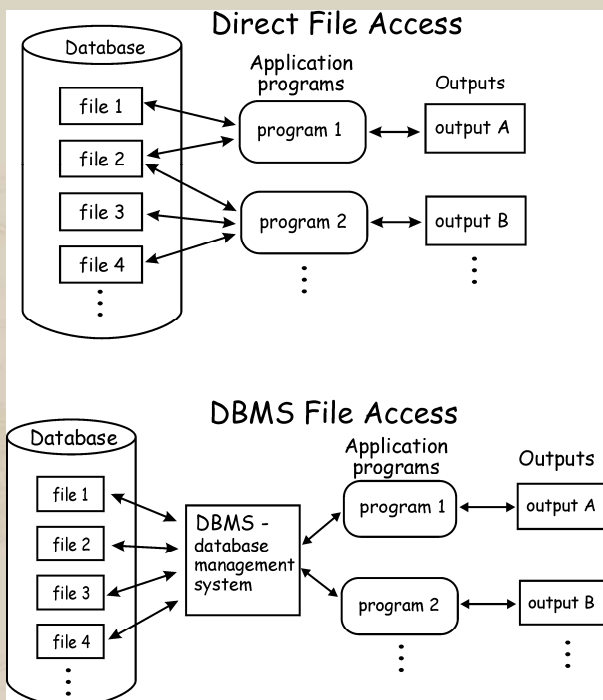 Direct File Access
Database
Application
programs
Outputs
file 1
program 1
output A
file 2
file 3
program 2
output B
file 4
DBMS File Access
Database
Application
programs
Outputs
file 1
DBMS -
database
management
system
program 1
output A
file 2
file 3
program 2
output B
file 4